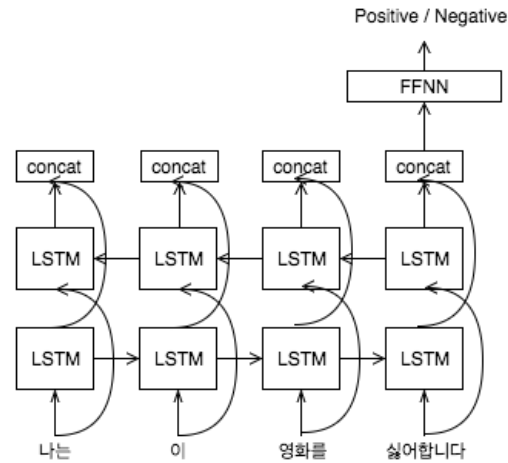 Positive / Negative
FFNN
concat concat concat concat
LSTM LSTM LSTM LSTM
LSTM LSTM LSTM LSTM
나는 이 영화를 싫어합니다